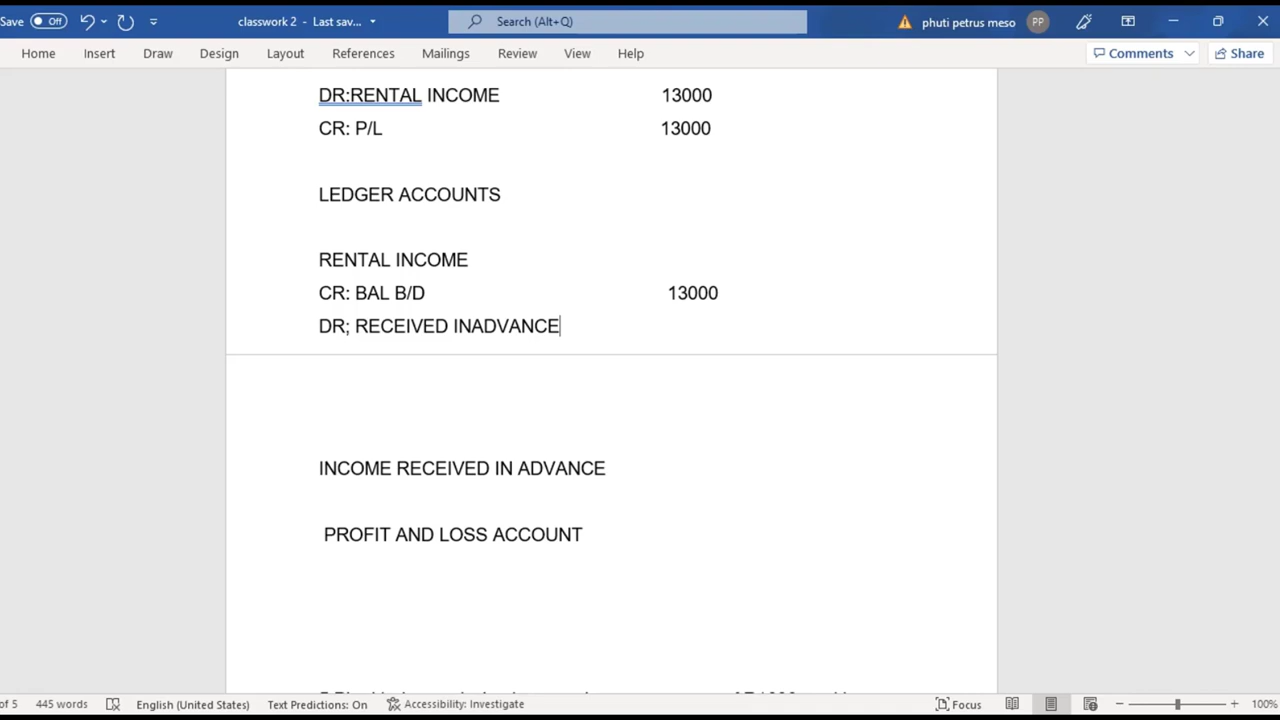 Save Off classwork 2 - Last sav... Search (Alt+Q) phuti petrus meso PP
Home Insert Draw Design Layout References Mailings Review View Help Comments Share
DR:RENTAL INCOME 13000
CR: P/L 13000
LEDGER ACCOUNTS
RENTAL INCOME
CR: BAL B/D 13000
DR; RECEIVED INADVANCE
INCOME RECEIVED IN ADVANCE
PROFIT AND LOSS ACCOUNT
of 5 445 words English (United States) Text Predictions: On Accessibility: Investigate Focus 100%